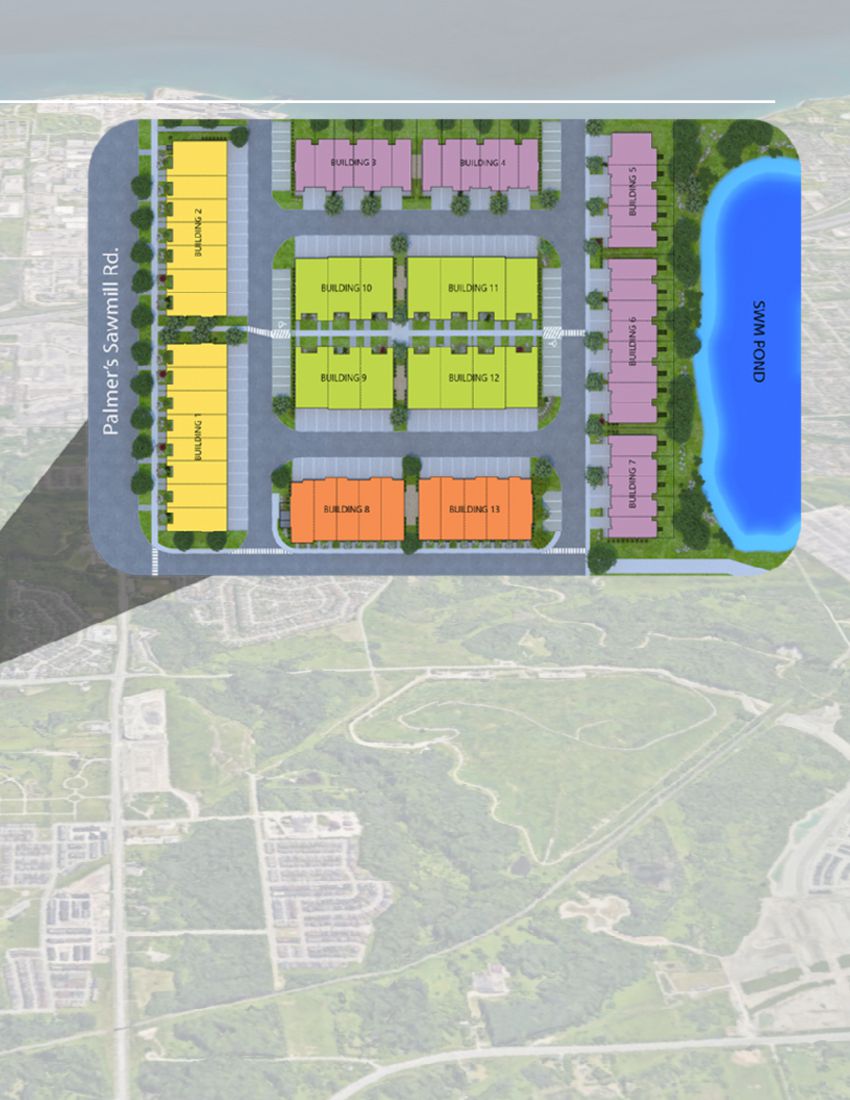 Palmer's Sawmill Rd.
BUILDING 2
BUILDING 1
BUILDING 3
BUILDING 4
BUILDING 10
BUILDING 11
BUILDING 9
BUILDING 12
BUILDING 8
BUILDING 13
BUILDING 5
BUILDING 6
BUILDING 7
SWM POND